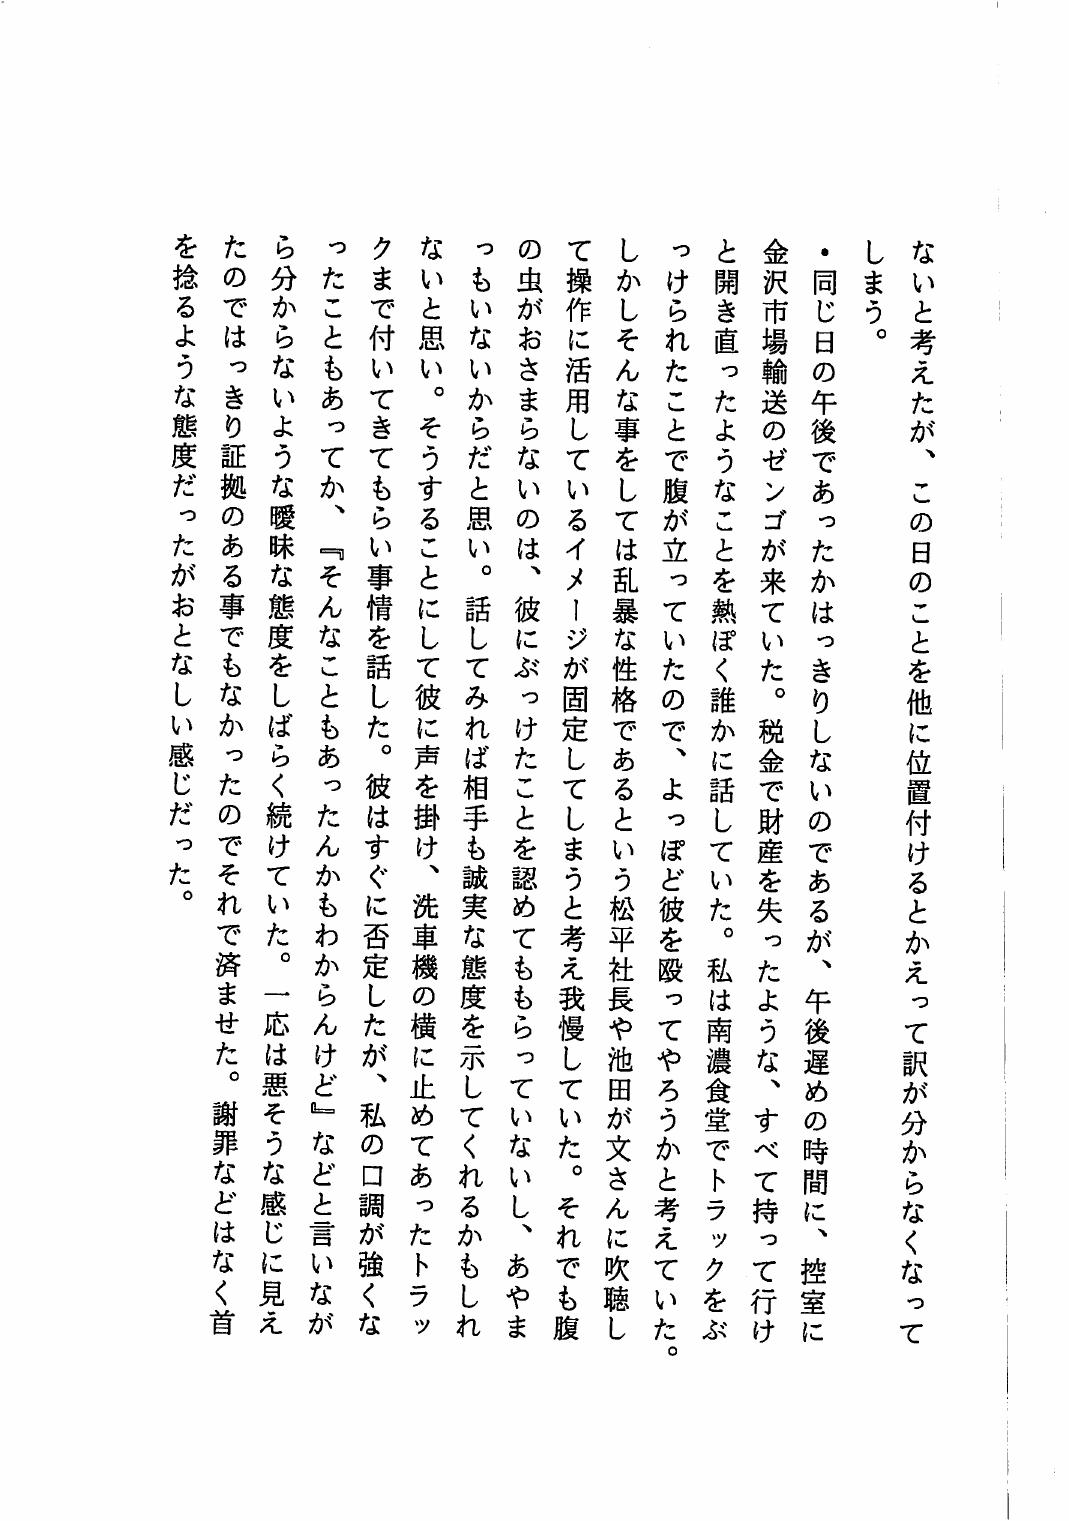 ないと考えたが、この日のことを他に位置付けるとかえって訳が分からなくなって
しまう。
・同じ日の午後であったかはっきりしないのであるが、午後遅めの時間に、控室に
金沢市場輸送のゼンゴが来ていた。税金で財産を失ったような、すべて持って行け
と開き直ったようなことを熱ぽく誰かに話していた。私は南濃食堂でトラックをぶ
っけられたことで腹が立っていたので、よっぽど彼を殴ってやろうかと考えていた。
しかしそんな事をしては乱暴な性格であるという松平社長や池田が文さんに吹聴し
て操作に活用しているイメージが固定してしまうと考え我慢していた。それでも腹
の虫がおさまらないのは、彼にぶっけたことを認めてももらっていないし、あやま
っもいないからだと思い。話してみれば相手も誠実な態度を示してくれるかもしれ
ないと思い。そうすることにして彼に声を掛け、洗車機の横に止めてあったトラッ
クまで付いてきてもらい事情を話した。彼はすぐに否定したが、私の口調が強くな
ったこともあってか、『そんなこともあったんかもわからんけど』などと言いなが
ら分からないような曖昧な態度をしばらく続けていた。一応は悪そうな感じに見え
たのではっきり証拠のある事でもなかったのでそれで済ませた。謝罪などはなく首
を捻るような態度だったがおとなしい感じだった。